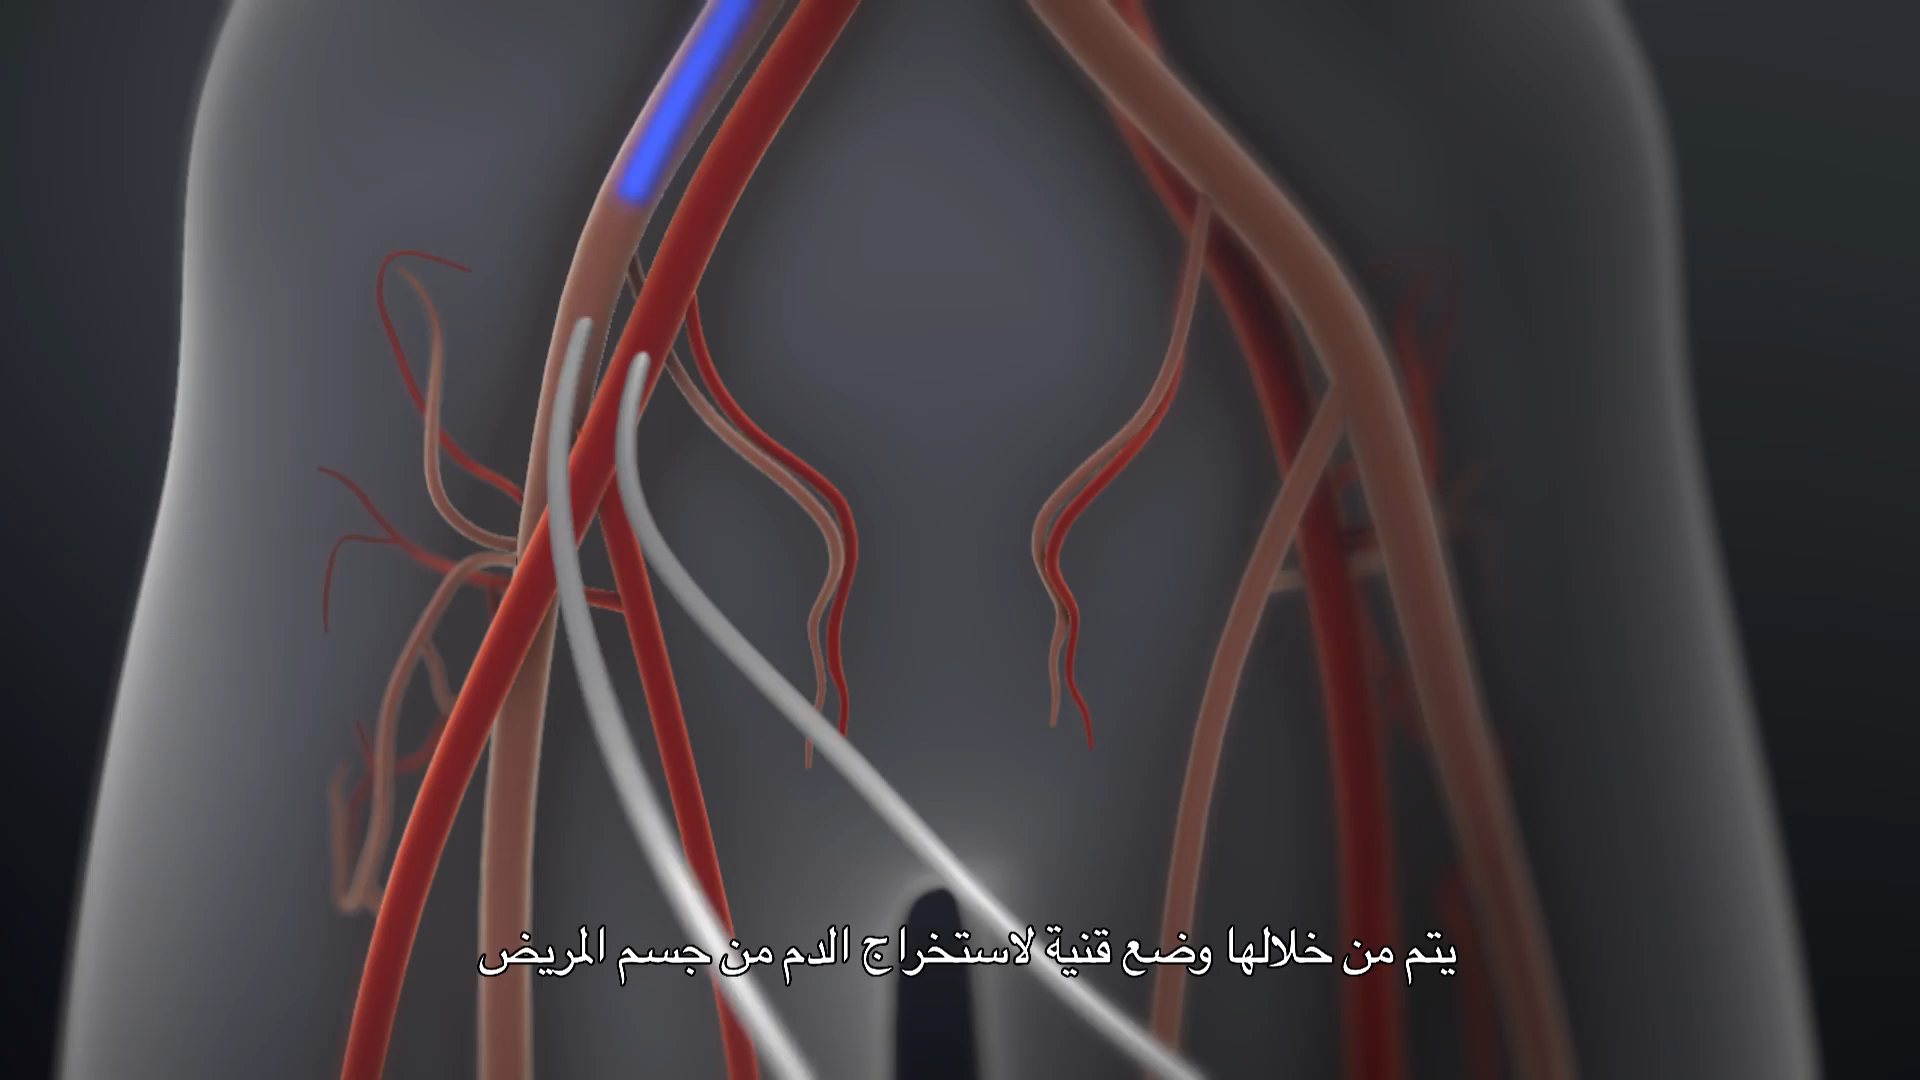 يتم من خلالها وضع قنية لاستخراج الدم من جسم المريض